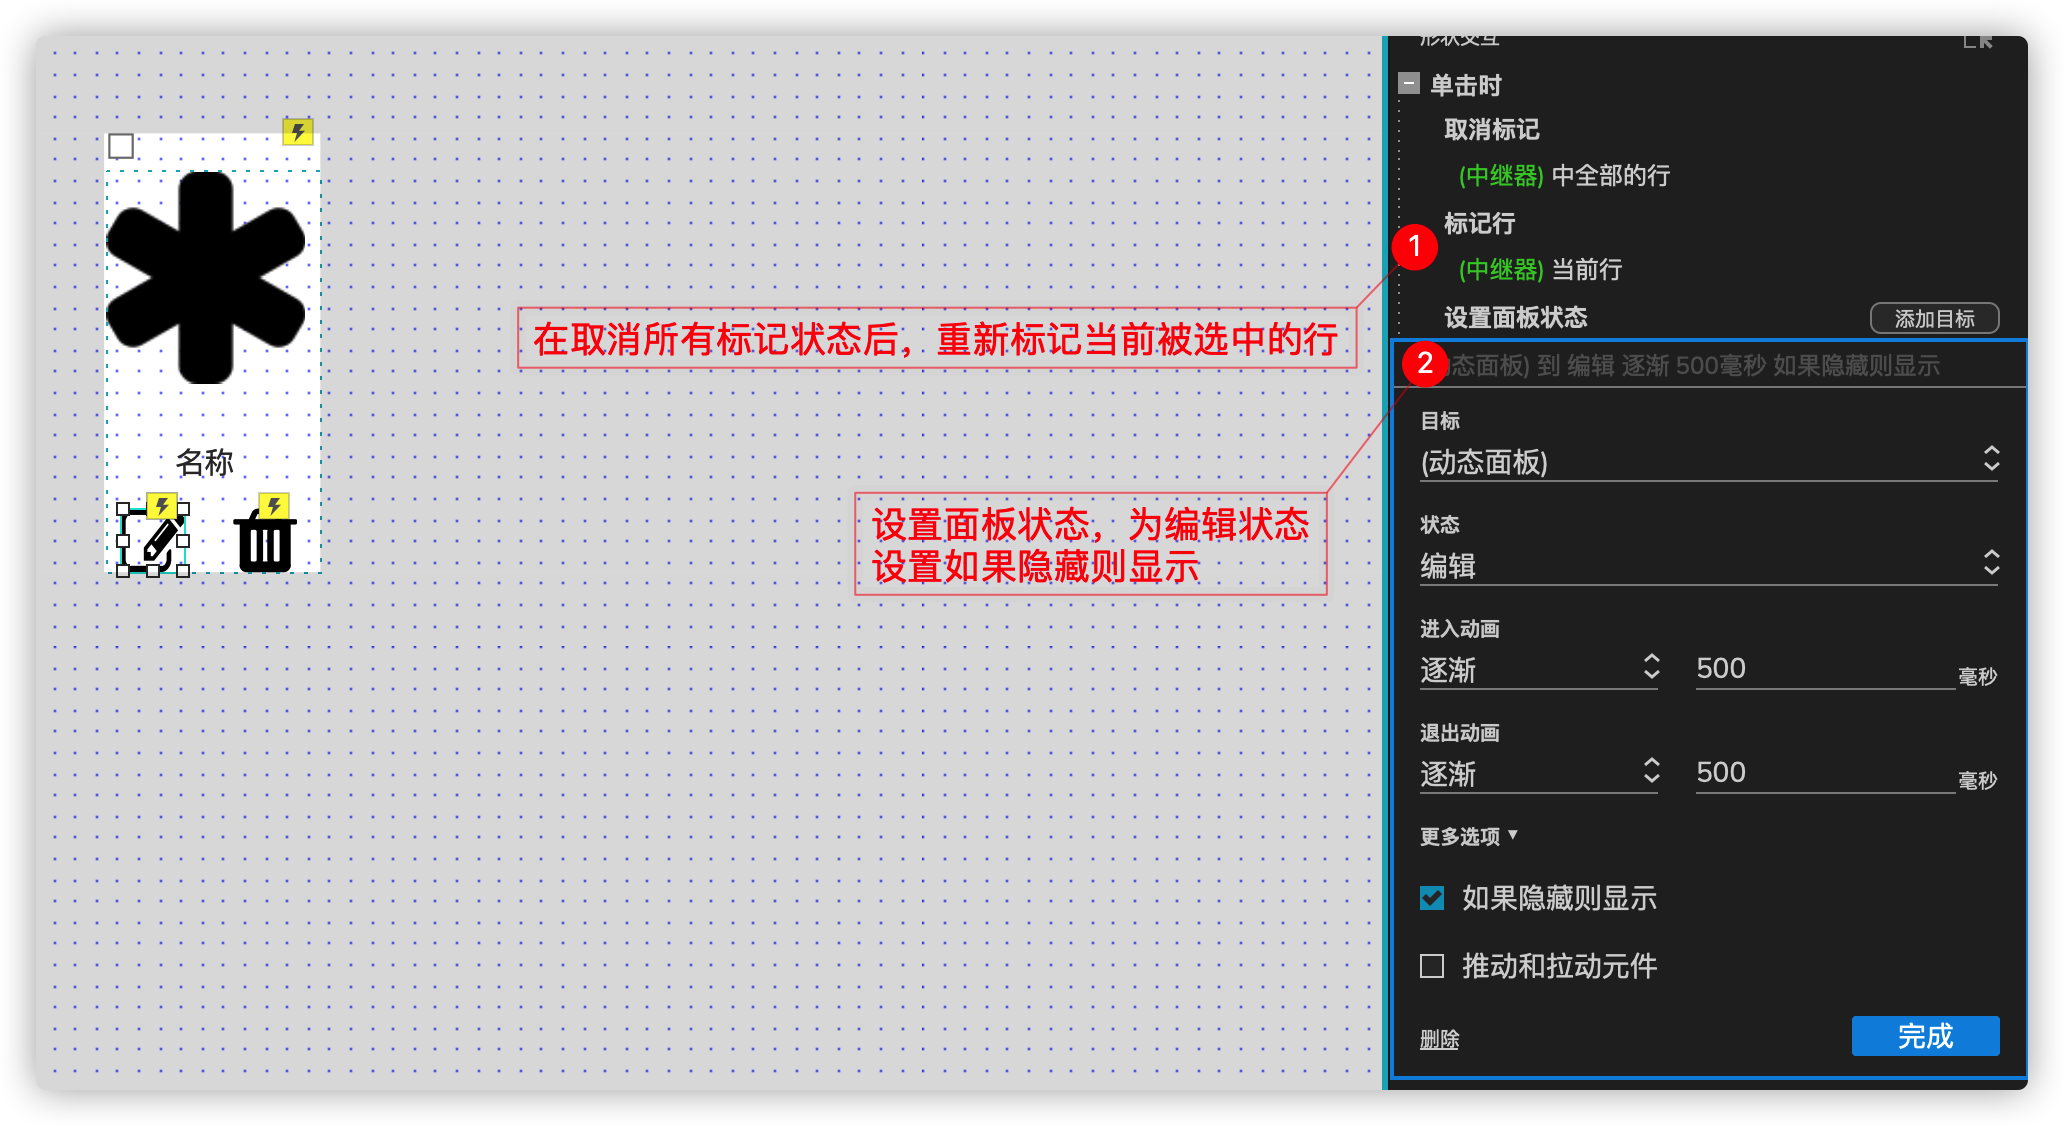 形状交互
单击时
取消标记
(中继器) 中全部的行
标记行
1
(中继器) 当前行
设置面板状态
添加目标
在取消所有标记状态后，重新标记当前被选中的行
2
态面板) 到 编辑 逐渐 500毫秒 如果隐藏则显示
目标
(动态面板)
名称
设置面板状态，为编辑状态
设置如果隐藏则显示
状态
编辑
进入动画
逐渐
500
毫秒
退出动画
逐渐
500
毫秒
更多选项
如果隐藏则显示
推动和拉动元件
删除
完成